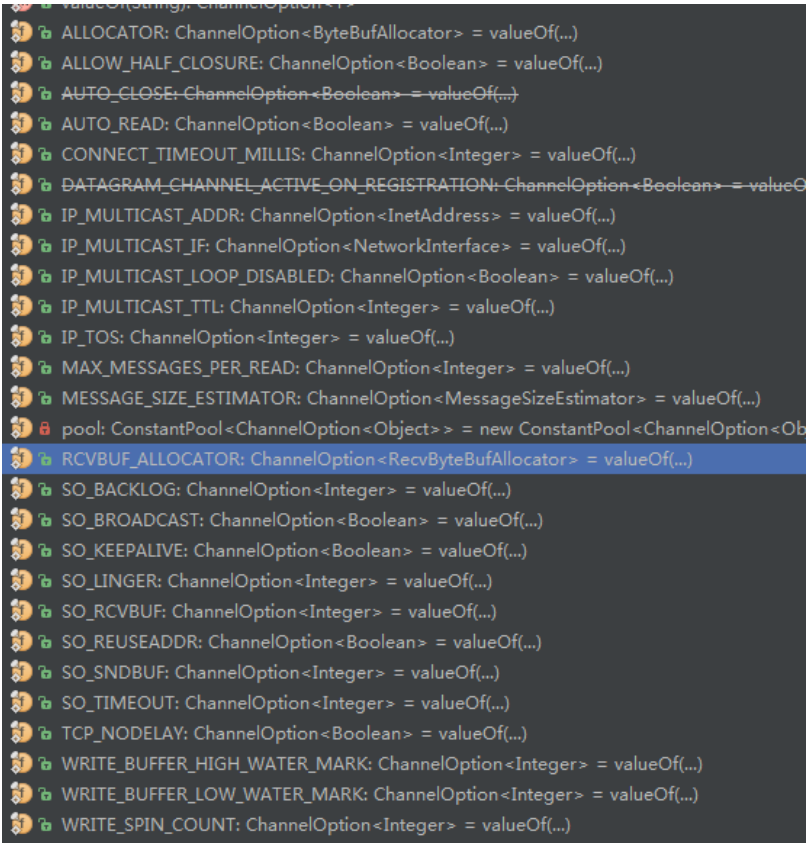 valueOf(String): ChannelOption<T>
ALLOCATOR: ChannelOption<ByteBufAllocator> = valueOf(...)
ALLOW_HALF_CLOSURE: ChannelOption<Boolean> = valueOf(...)
AUTO_CLOSE: ChannelOption<Boolean> = valueOf(...)
AUTO_READ: ChannelOption<Boolean> = valueOf(...)
CONNECT_TIMEOUT_MILLIS: ChannelOption<Integer> = valueOf(...)
DATAGRAM_CHANNEL_ACTIVE_ON_REGISTRATION: ChannelOption<Boolean> = valueO
IP_MULTICAST_ADDR: ChannelOption<InetAddress> = valueOf(...)
IP_MULTICAST_IF: ChannelOption<NetworkInterface> = valueOf(...)
IP_MULTICAST_LOOP_DISABLED: ChannelOption<Boolean> = valueOf(...)
IP_MULTICAST_TTL: ChannelOption<Integer> = valueOf(...)
IP_TOS: ChannelOption<Integer> = valueOf(...)
MAX_MESSAGES_PER_READ: ChannelOption<Integer> = valueOf(...)
MESSAGE_SIZE_ESTIMATOR: ChannelOption<MessageSizeEstimator> = valueOf(...)
pool: ConstantPool<ChannelOption<Object>> = new ConstantPool<ChannelOption<Ob
RCVBUF_ALLOCATOR: ChannelOption<RecvByteBufAllocator> = valueOf(...)
SO_BACKLOG: ChannelOption<Integer> = valueOf(...)
SO_BROADCAST: ChannelOption<Boolean> = valueOf(...)
SO_KEEPALIVE: ChannelOption<Boolean> = valueOf(...)
SO_LINGER: ChannelOption<Integer> = valueOf(...)
SO_RCVBUF: ChannelOption<Integer> = valueOf(...)
SO_REUSEADDR: ChannelOption<Boolean> = valueOf(...)
SO_SNDBUF: ChannelOption<Integer> = valueOf(...)
SO_TIMEOUT: ChannelOption<Integer> = valueOf(...)
TCP_NODELAY: ChannelOption<Boolean> = valueOf(...)
WRITE_BUFFER_HIGH_WATER_MARK: ChannelOption<Integer> = valueOf(...)
WRITE_BUFFER_LOW_WATER_MARK: ChannelOption<Integer> = valueOf(...)
WRITE_SPIN_COUNT: ChannelOption<Integer> = valueOf(...)